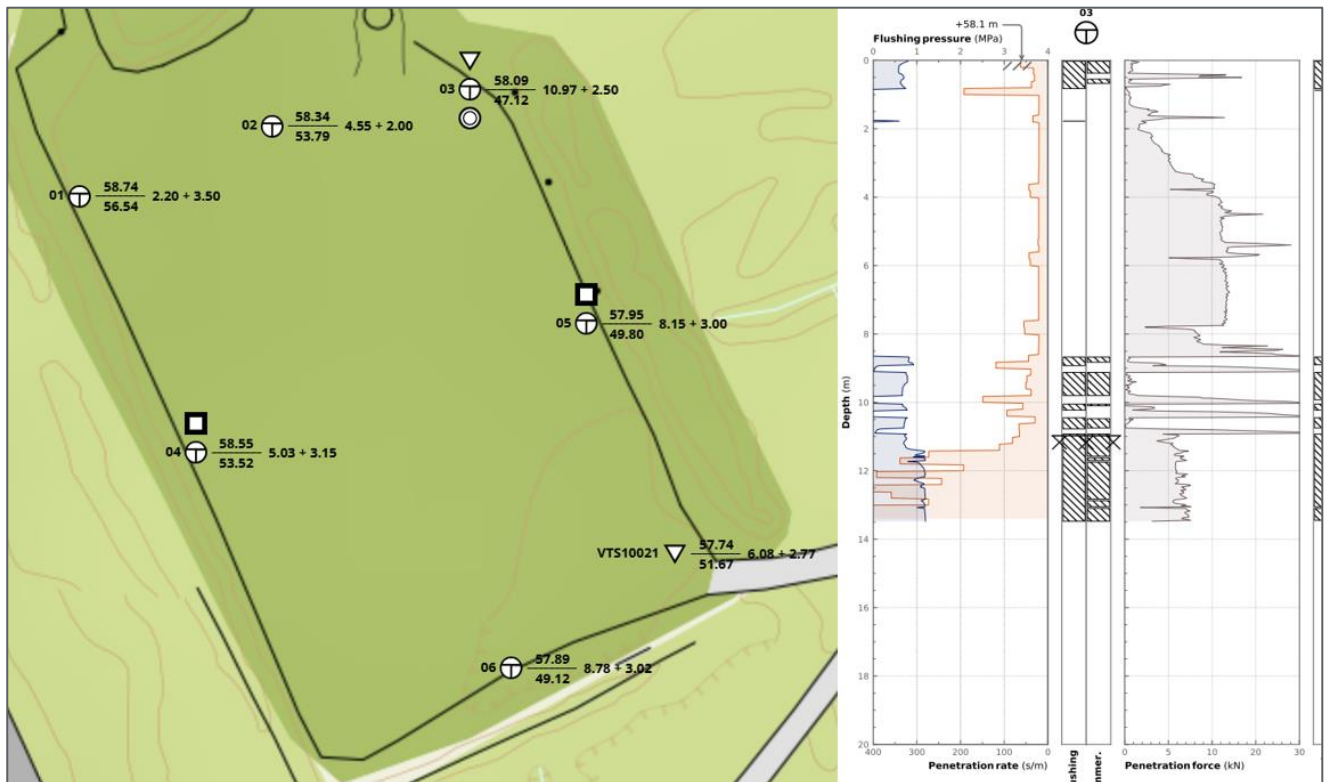 03
58.09
47.12
10.97 + 2.50
02
58.34
53.79
4.55 + 2.00
01
58.74
56.54
2.20 + 3.50
05
57.95
49.80
8.15 + 3.00
04
58.55
53.52
5.03 + 3.15
VTS10021
57.74
51.67
6.08 + 2.77
06
57.89
49.12
8.78 + 3.02
03
+58.1 m
Flushing pressure (MPa)
0 1 2 3 4
0
2
4
6
8
10
12
14
16
18
20
Depth (m)
400 300 200 100 0
Penetration rate (s/m)
shing
nmer.
0 10 20 30
5
Penetration force (kN)